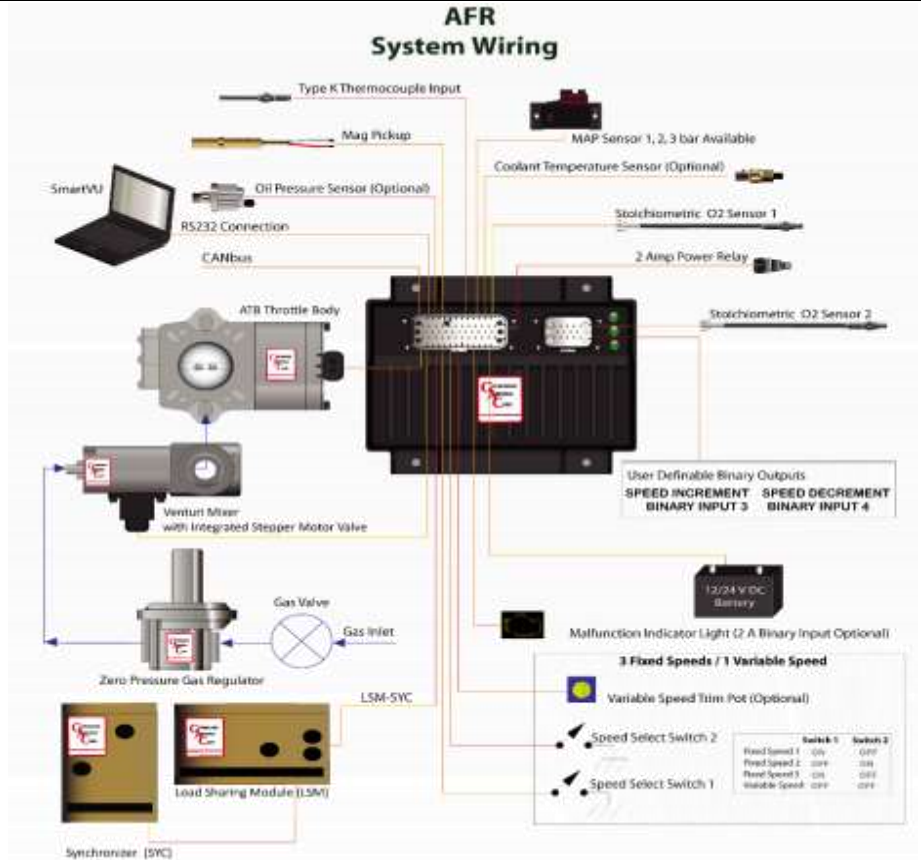 AFR
System Wiring
Type K Thermocouple Input
MAP Sensor 1, 2, 3 bar Available
Mag Pickup
Coolant Temperature Sensor (Optional)
SmartVU
Oil Pressure Sensor (Optional)
Stoichiometric O2 Sensor 1
RS232 Connection
CANbus
2 Amp Power Relay
ATB Throttle Body
Stoichiometric O2 Sensor 2
User Definable Binary Outputs
SPEED INCREMENT SPEED DECREMENT
BINARY INPUT 3 BINARY INPUT 4
Venturi Mixer
with Integrated Stepper Motor Valve
12/24 V DC
Battery
Gas Valve
Gas Inlet
Malfunction Indicator Light (2 A Binary Input Optional)
Zero Pressure Gas Regulator
3 Fixed Speeds / 1 Variable Speed
LSM-SYC
Variable Speed Trim Pot (Optional)
Speed Select Switch 2
Switch 1 Switch 2
Fixed Speed 1 ON OFF
Fixed Speed 2 OFF ON
Fixed Speed 3 ON OFF
Variable Speed OFF OFF
Speed Select Switch 1
Load Sharing Module (LSM)
Synchronizer (SYC)